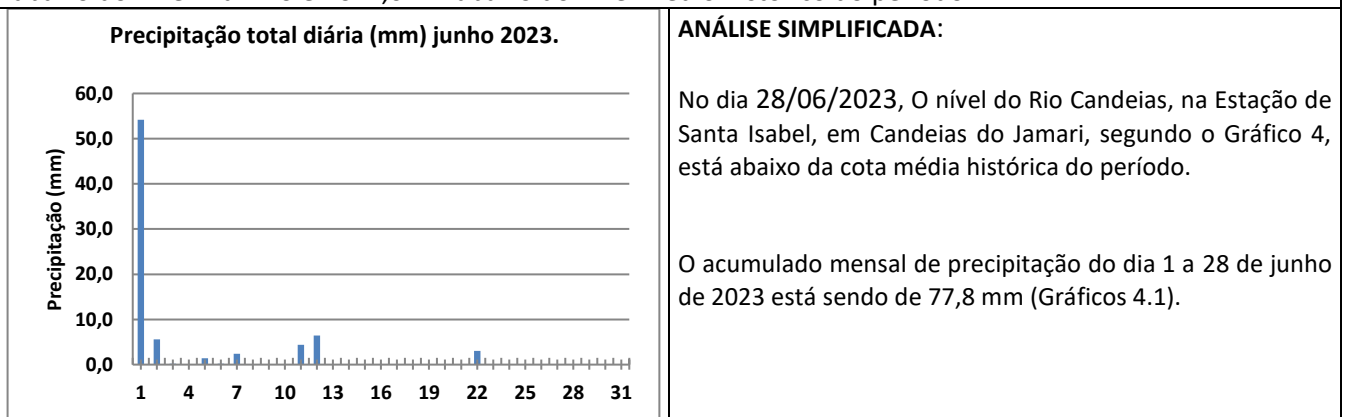 Precipitação total diária (mm) junho 2023.
60,0
50,0
40,0
30,0
20,0
10,0
0,0
Precipitação (mm)
1 4 7 10 13 16 19 22 25 28 31
ANÁLISE SIMPLIFICADA:
No dia 28/06/2023, O nível do Rio Candeias, na Estação de
Santa Isabel, em Candeias do Jamari, segundo o Gráfico 4,
está abaixo da cota média histórica do período.
O acumulado mensal de precipitação do dia 1 a 28 de junho
de 2023 está sendo de 77,8 mm (Gráficos 4.1).